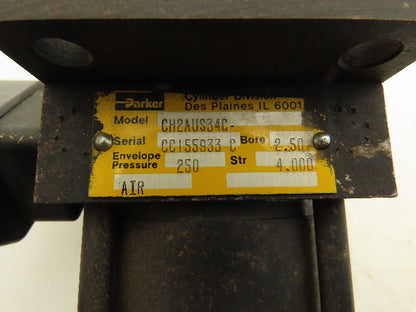 Parker Cylinder Division
Des Plaines IL 6001
Model CH2AUS34C-
Serial CC155933 C Bore 2.50
Envelope
Pressure 250 Str 4.000
AIR